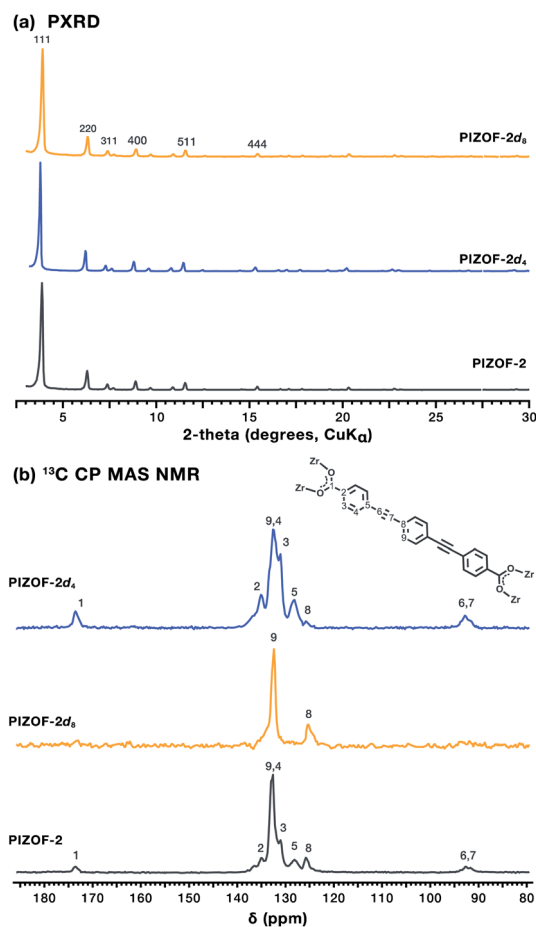 (a) PXRD
111
220
311
400
511
444
PIZOF-2d₈
PIZOF-2d₄
PIZOF-2
5
10
15
20
25
30
2-theta (degrees, CuKα)
(b) ¹³C CP MAS NMR
Zr
O
Zr
O
1
2
3
4
5
6
7
8
9
O
Zr
O
Zr
9,4
3
2
5
8
1
6,7
PIZOF-2d₄
9
8
PIZOF-2d₈
9,4
3
2
5
8
1
6,7
PIZOF-2
180
170
160
150
140
130
120
110
100
90
80
δ (ppm)